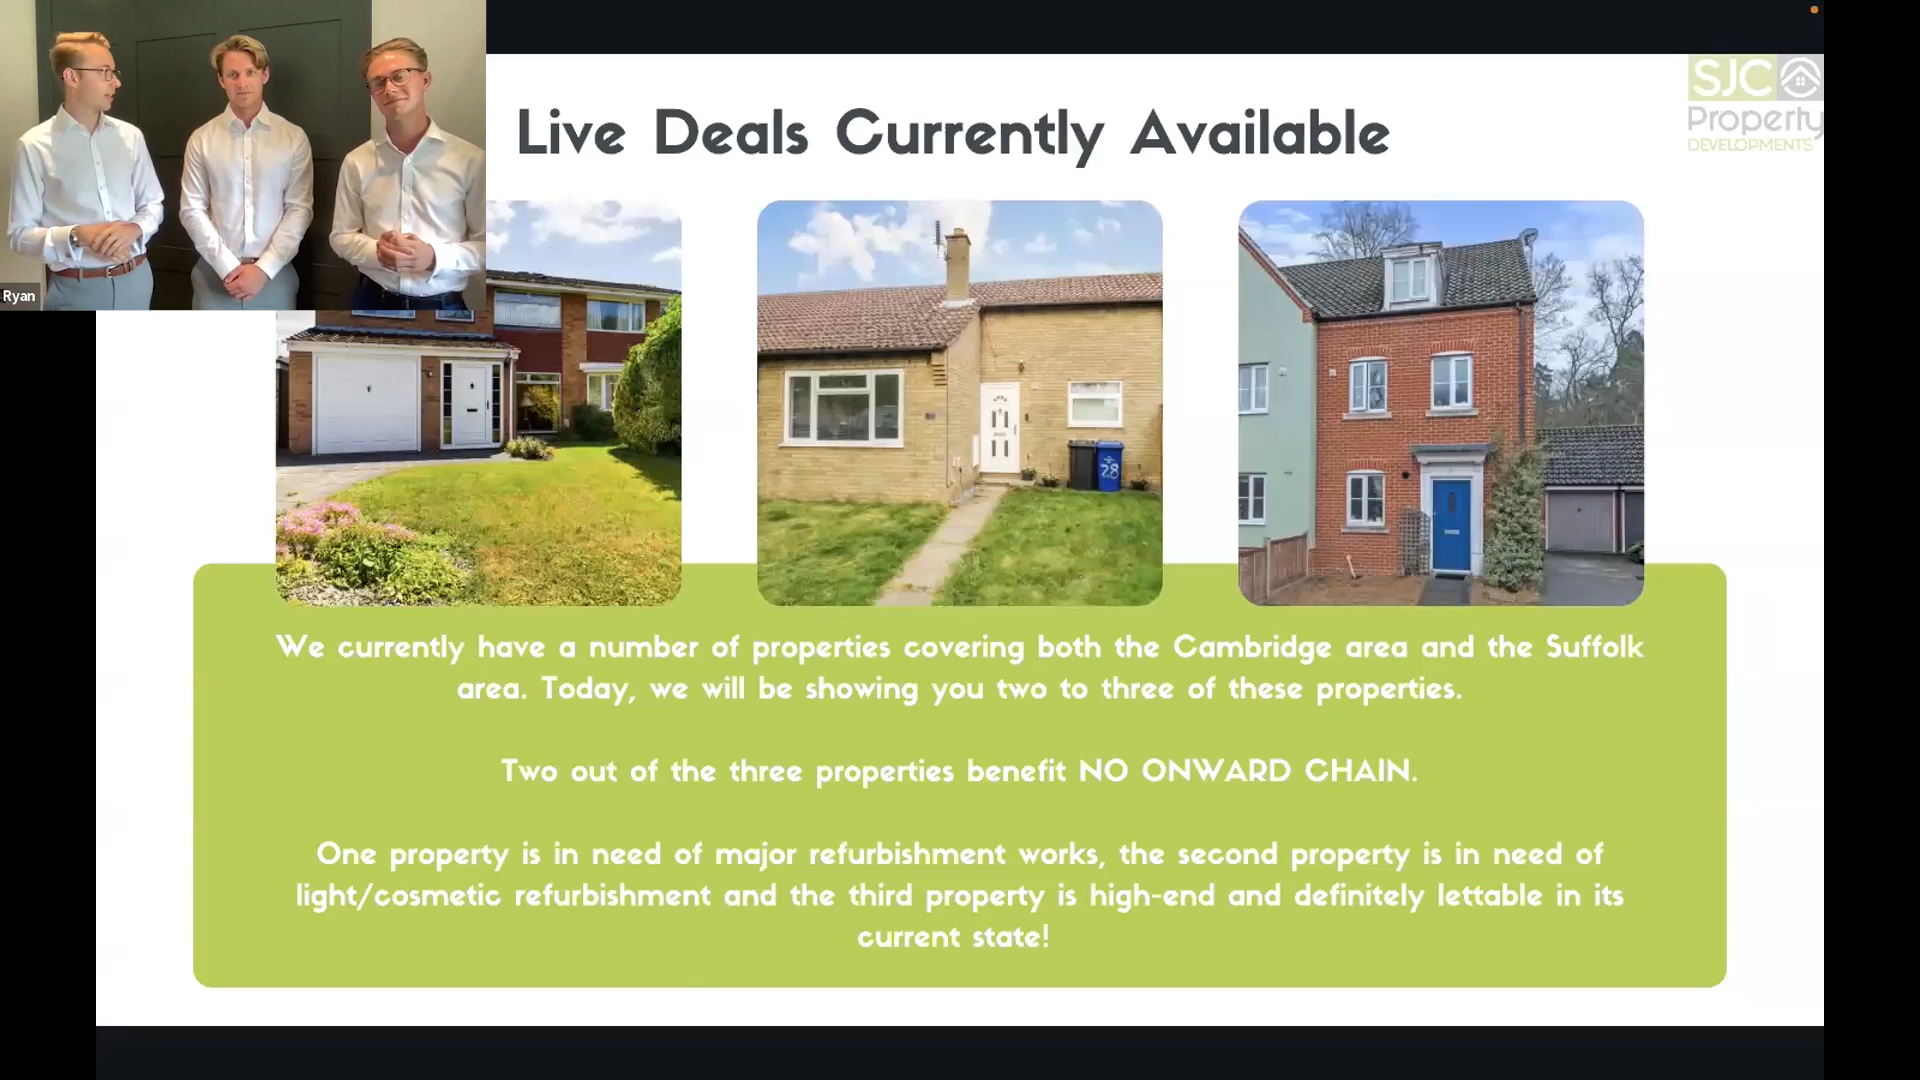 Ryan
Live Deals Currently Available
SJC
Property
DEVELOPMENTS
28
We currently have a number of properties covering both the Cambridge area and the Suffolk
area. Today, we will be showing you two to three of these properties.
Two out of the three properties benefit NO ONWARD CHAIN.
One property is in need of major refurbishment works, the second property is in need of
light/cosmetic refurbishment and the third property is high-end and definitely lettable in its
current state!